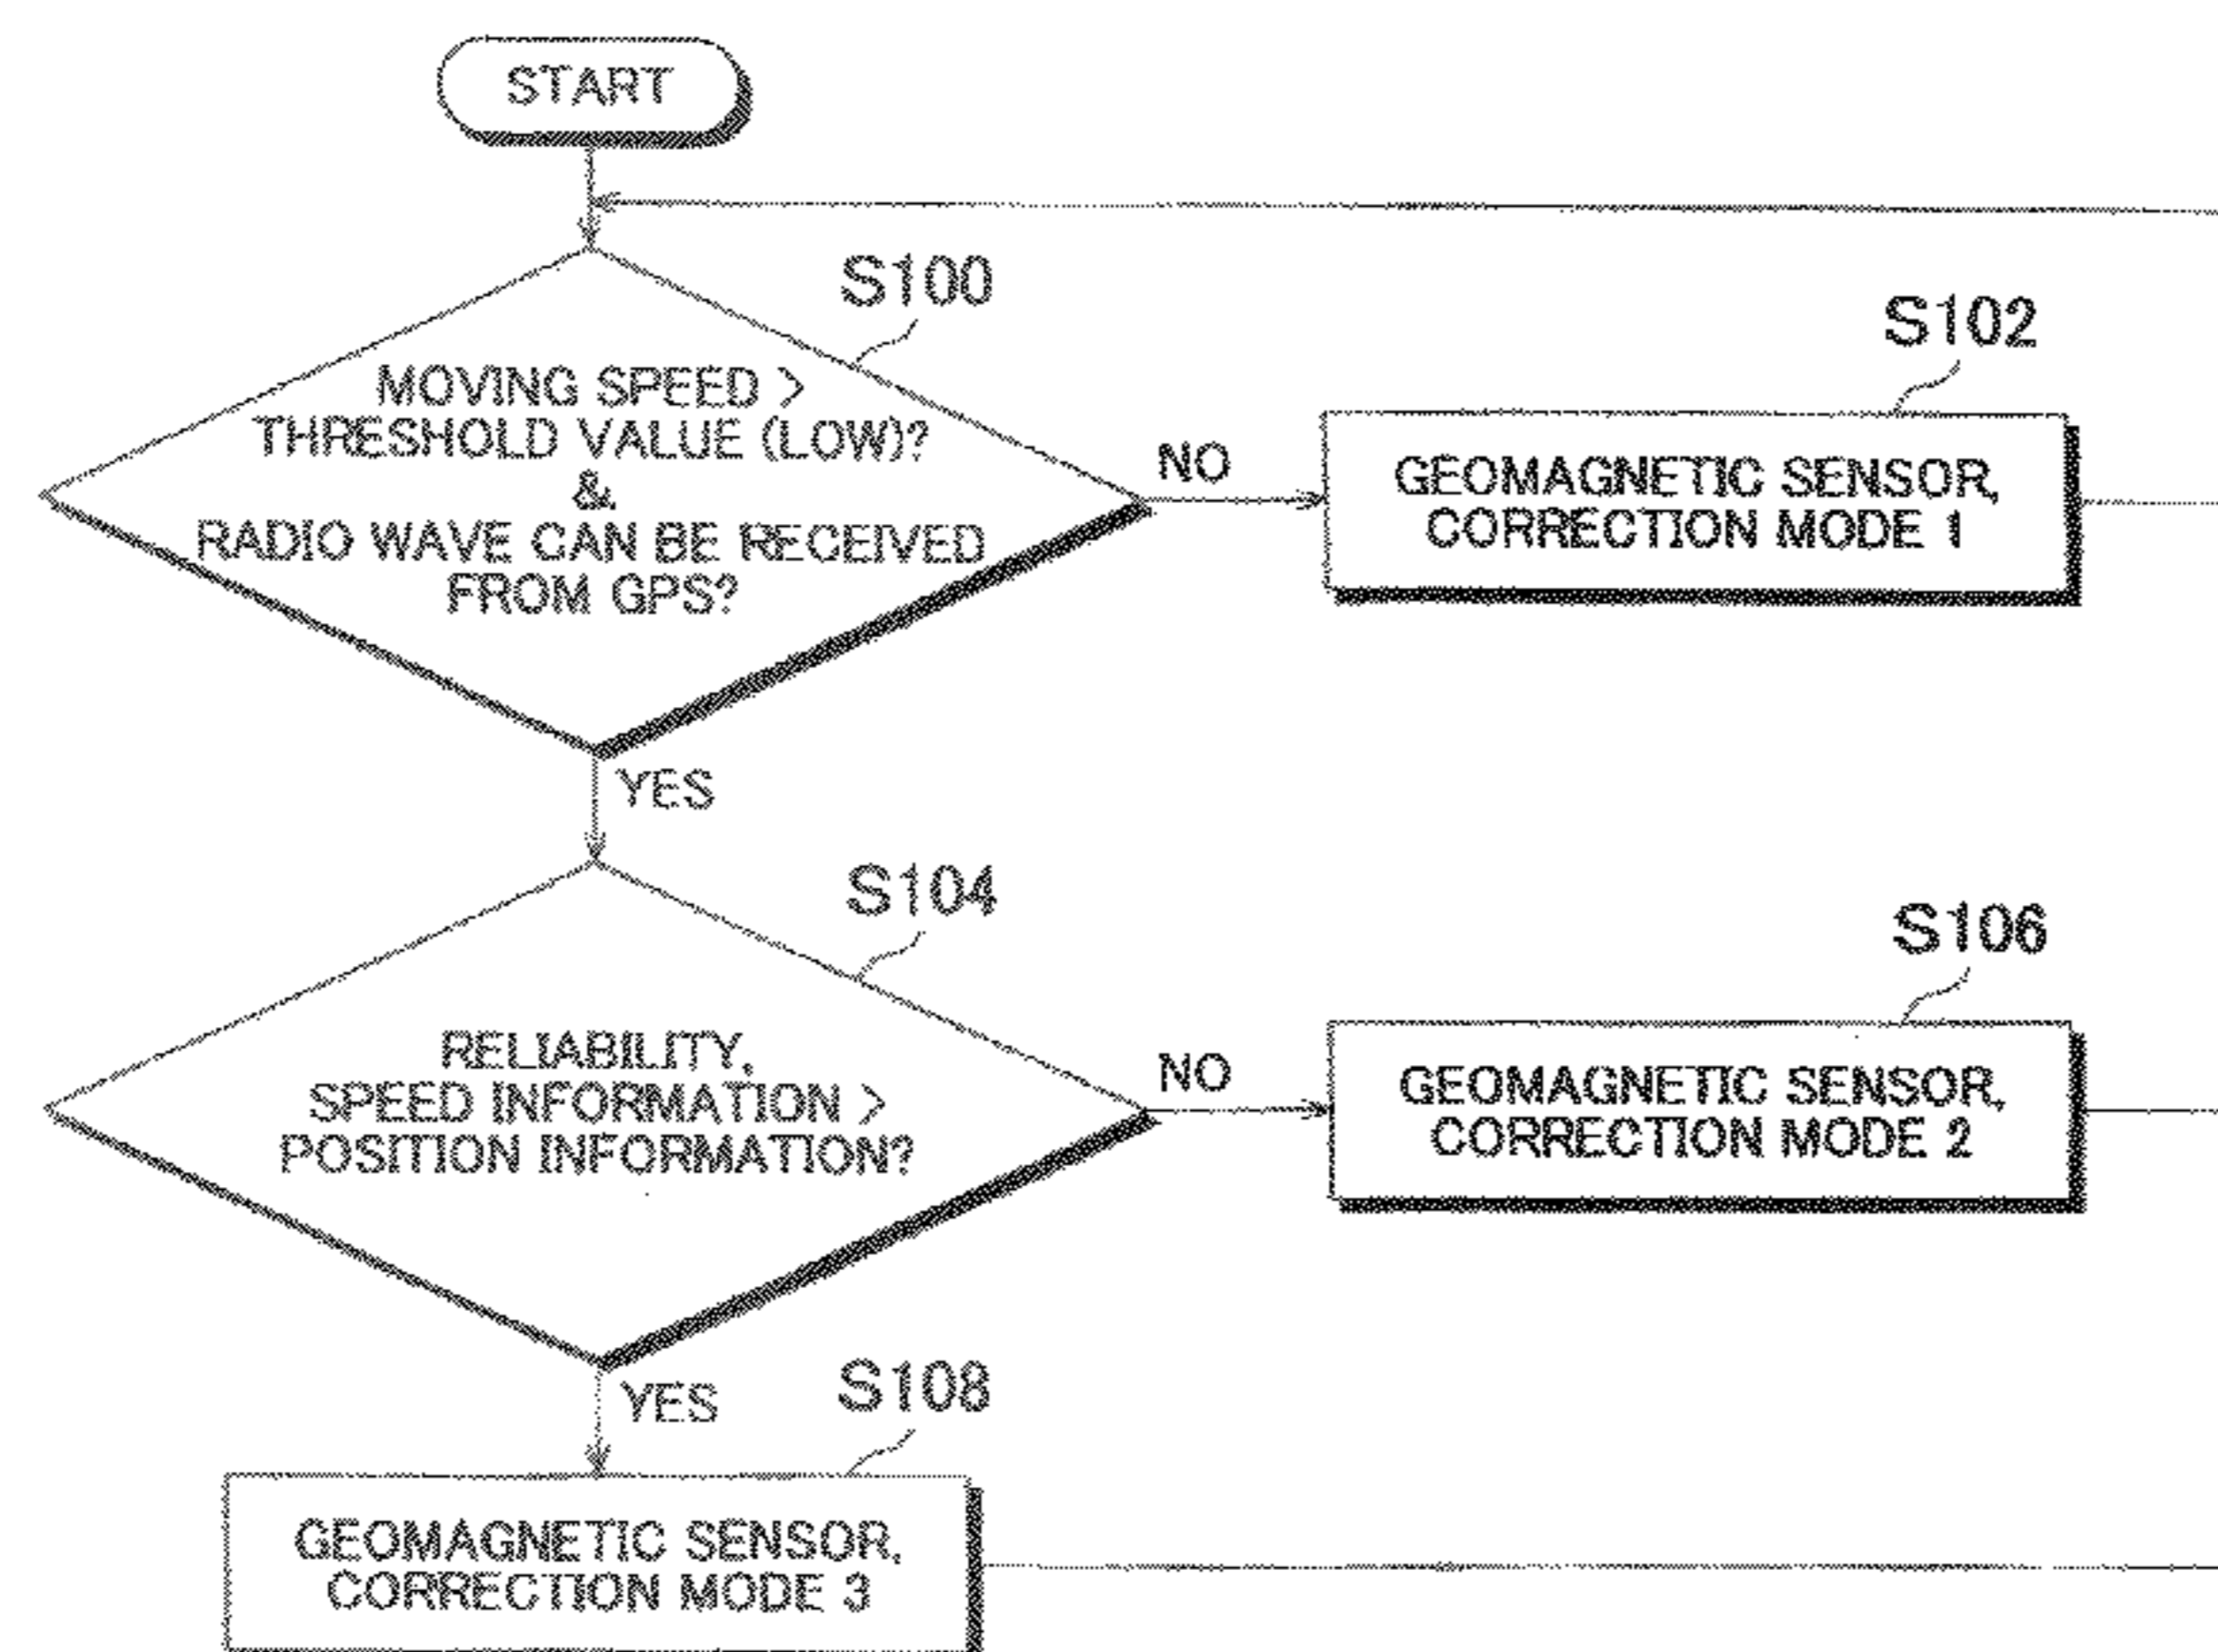 START
S100
MOVING SPEED >
THRESHOLD VALUE (LOW)?
&
RADIO WAVE CAN BE RECEIVED
FROM GPS?
NO
S102
GEOMAGNETIC SENSOR,
CORRECTION MODE 1
YES
S104
RELIABILITY,
SPEED INFORMATION >
POSITION INFORMATION?
NO
S106
GEOMAGNETIC SENSOR,
CORRECTION MODE 2
YES
S108
GEOMAGNETIC SENSOR,
CORRECTION MODE 3